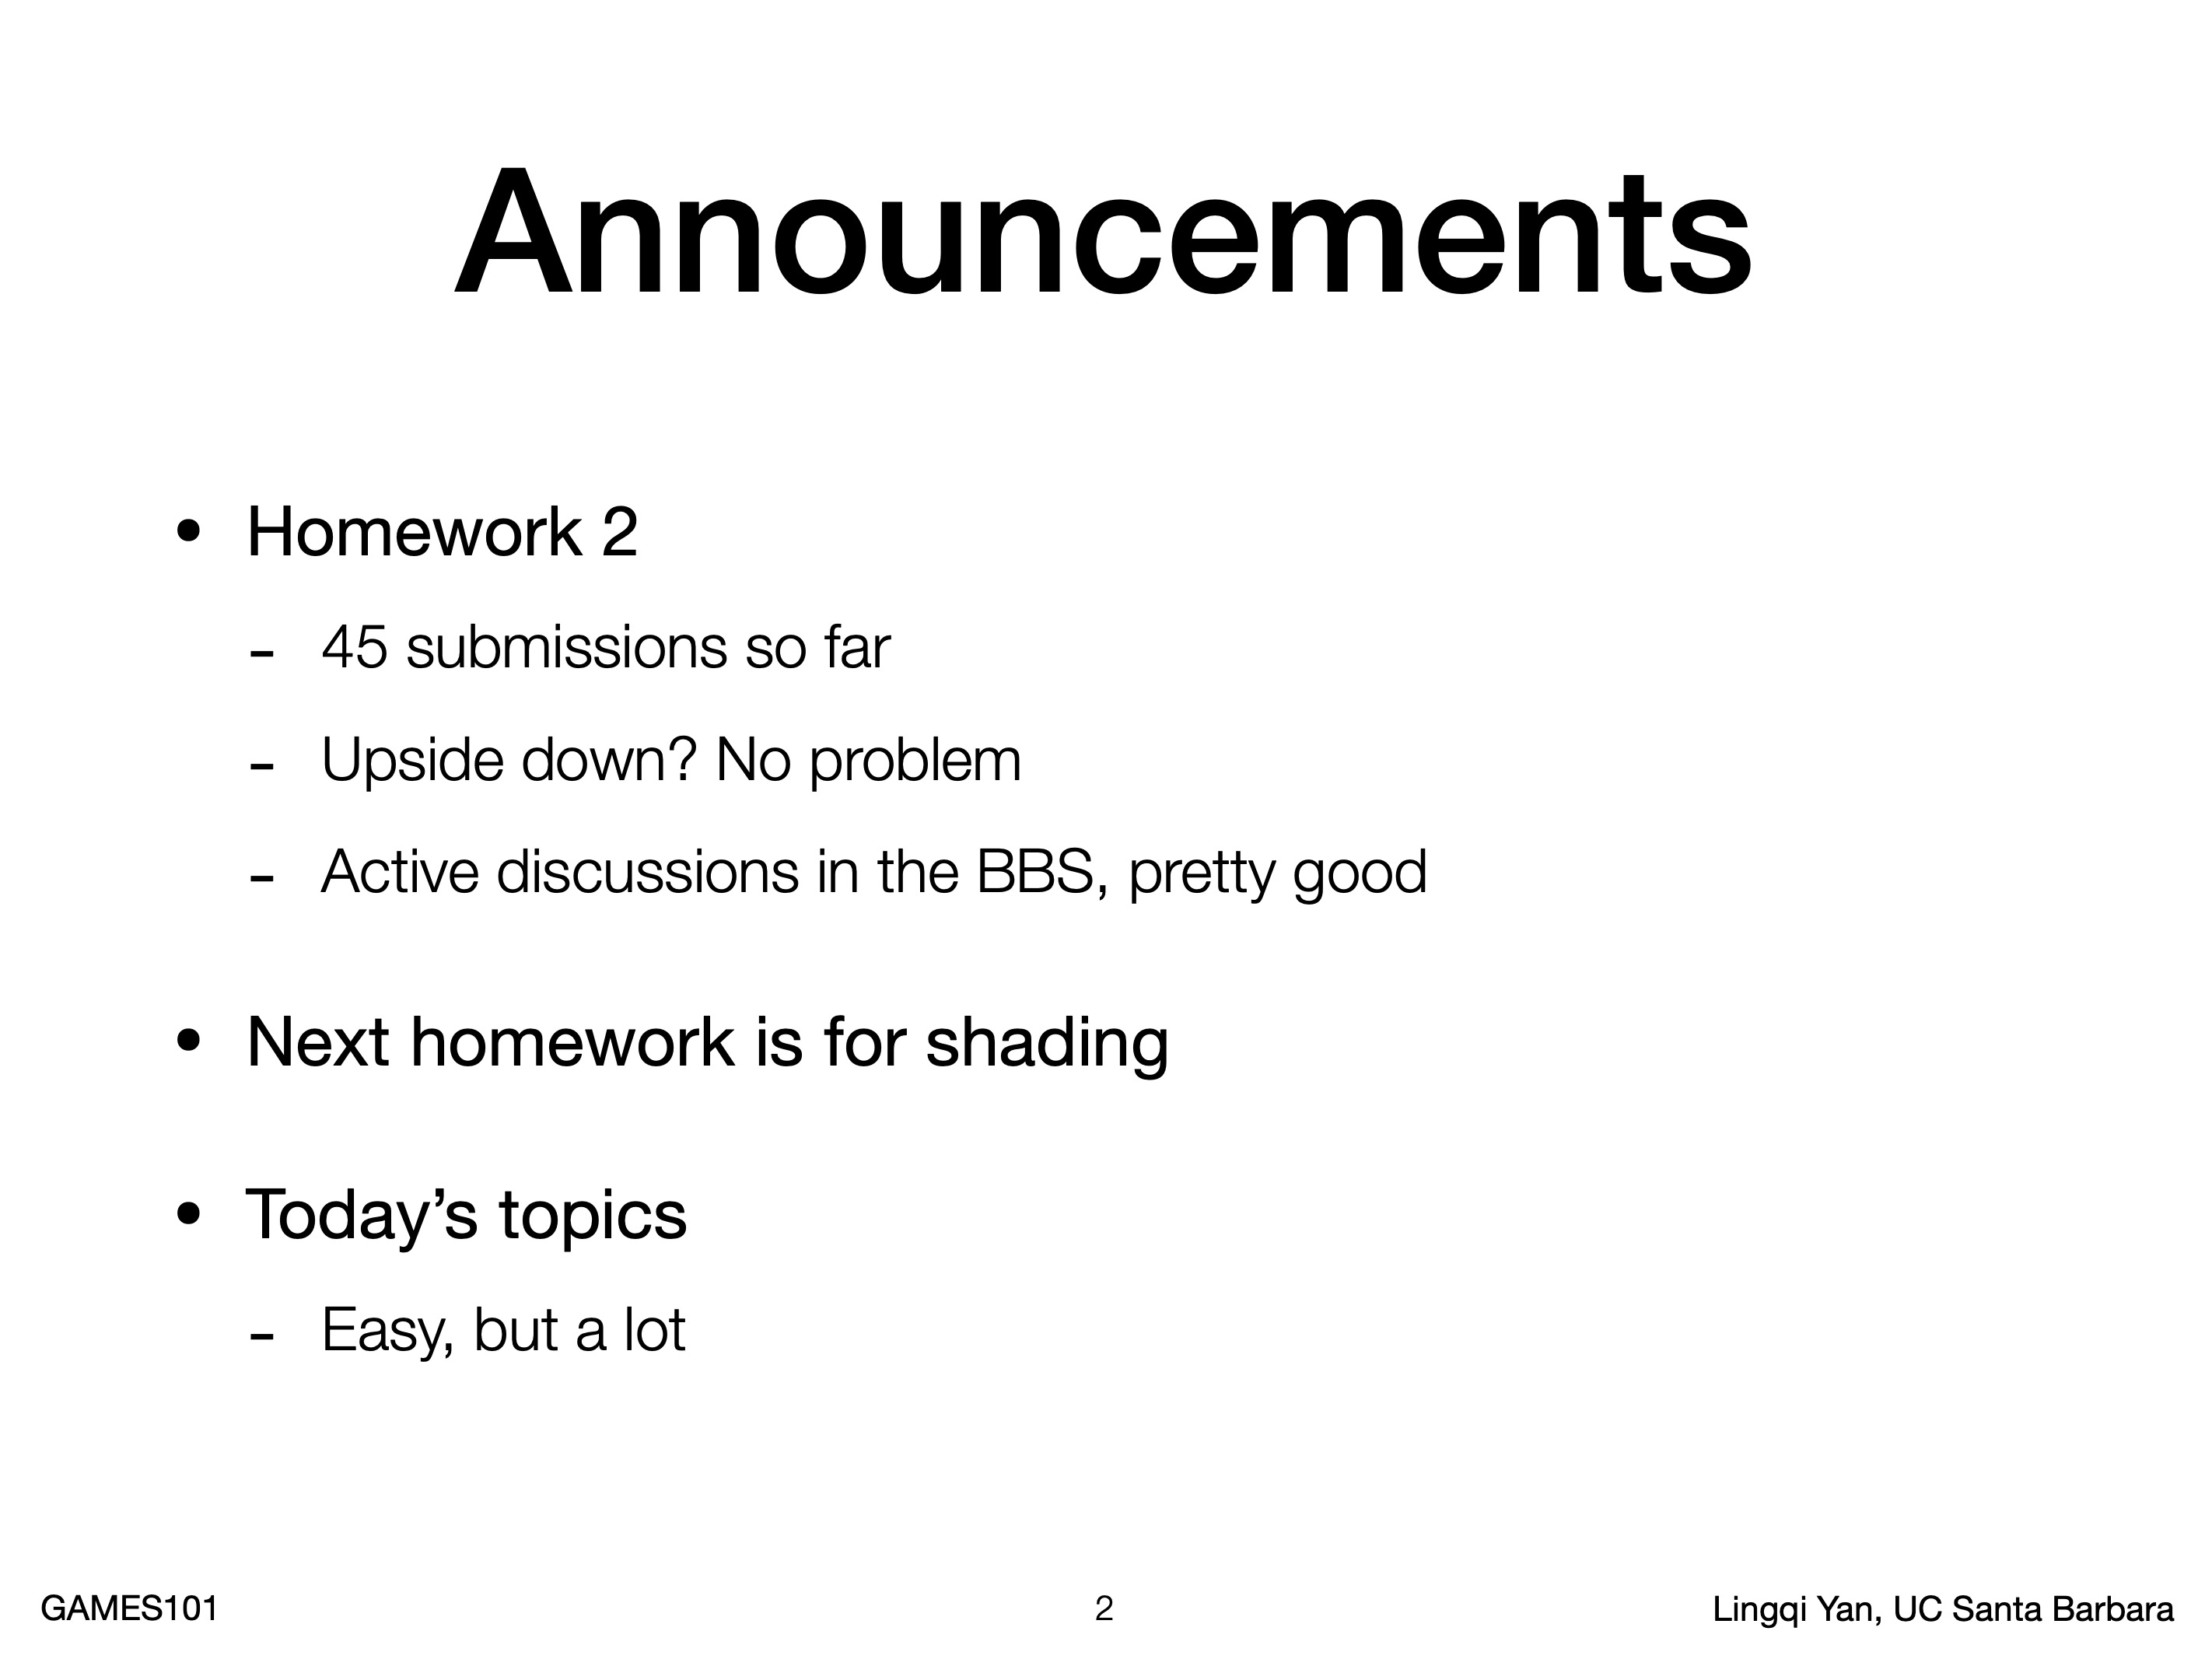 Announcements
• Homework 2
- 45 submissions so far
- Upside down? No problem
- Active discussions in the BBS, pretty good
• Next homework is for shading
• Today’s topics
- Easy, but a lot
GAMES101
2
Lingqi Yan, UC Santa Barbara